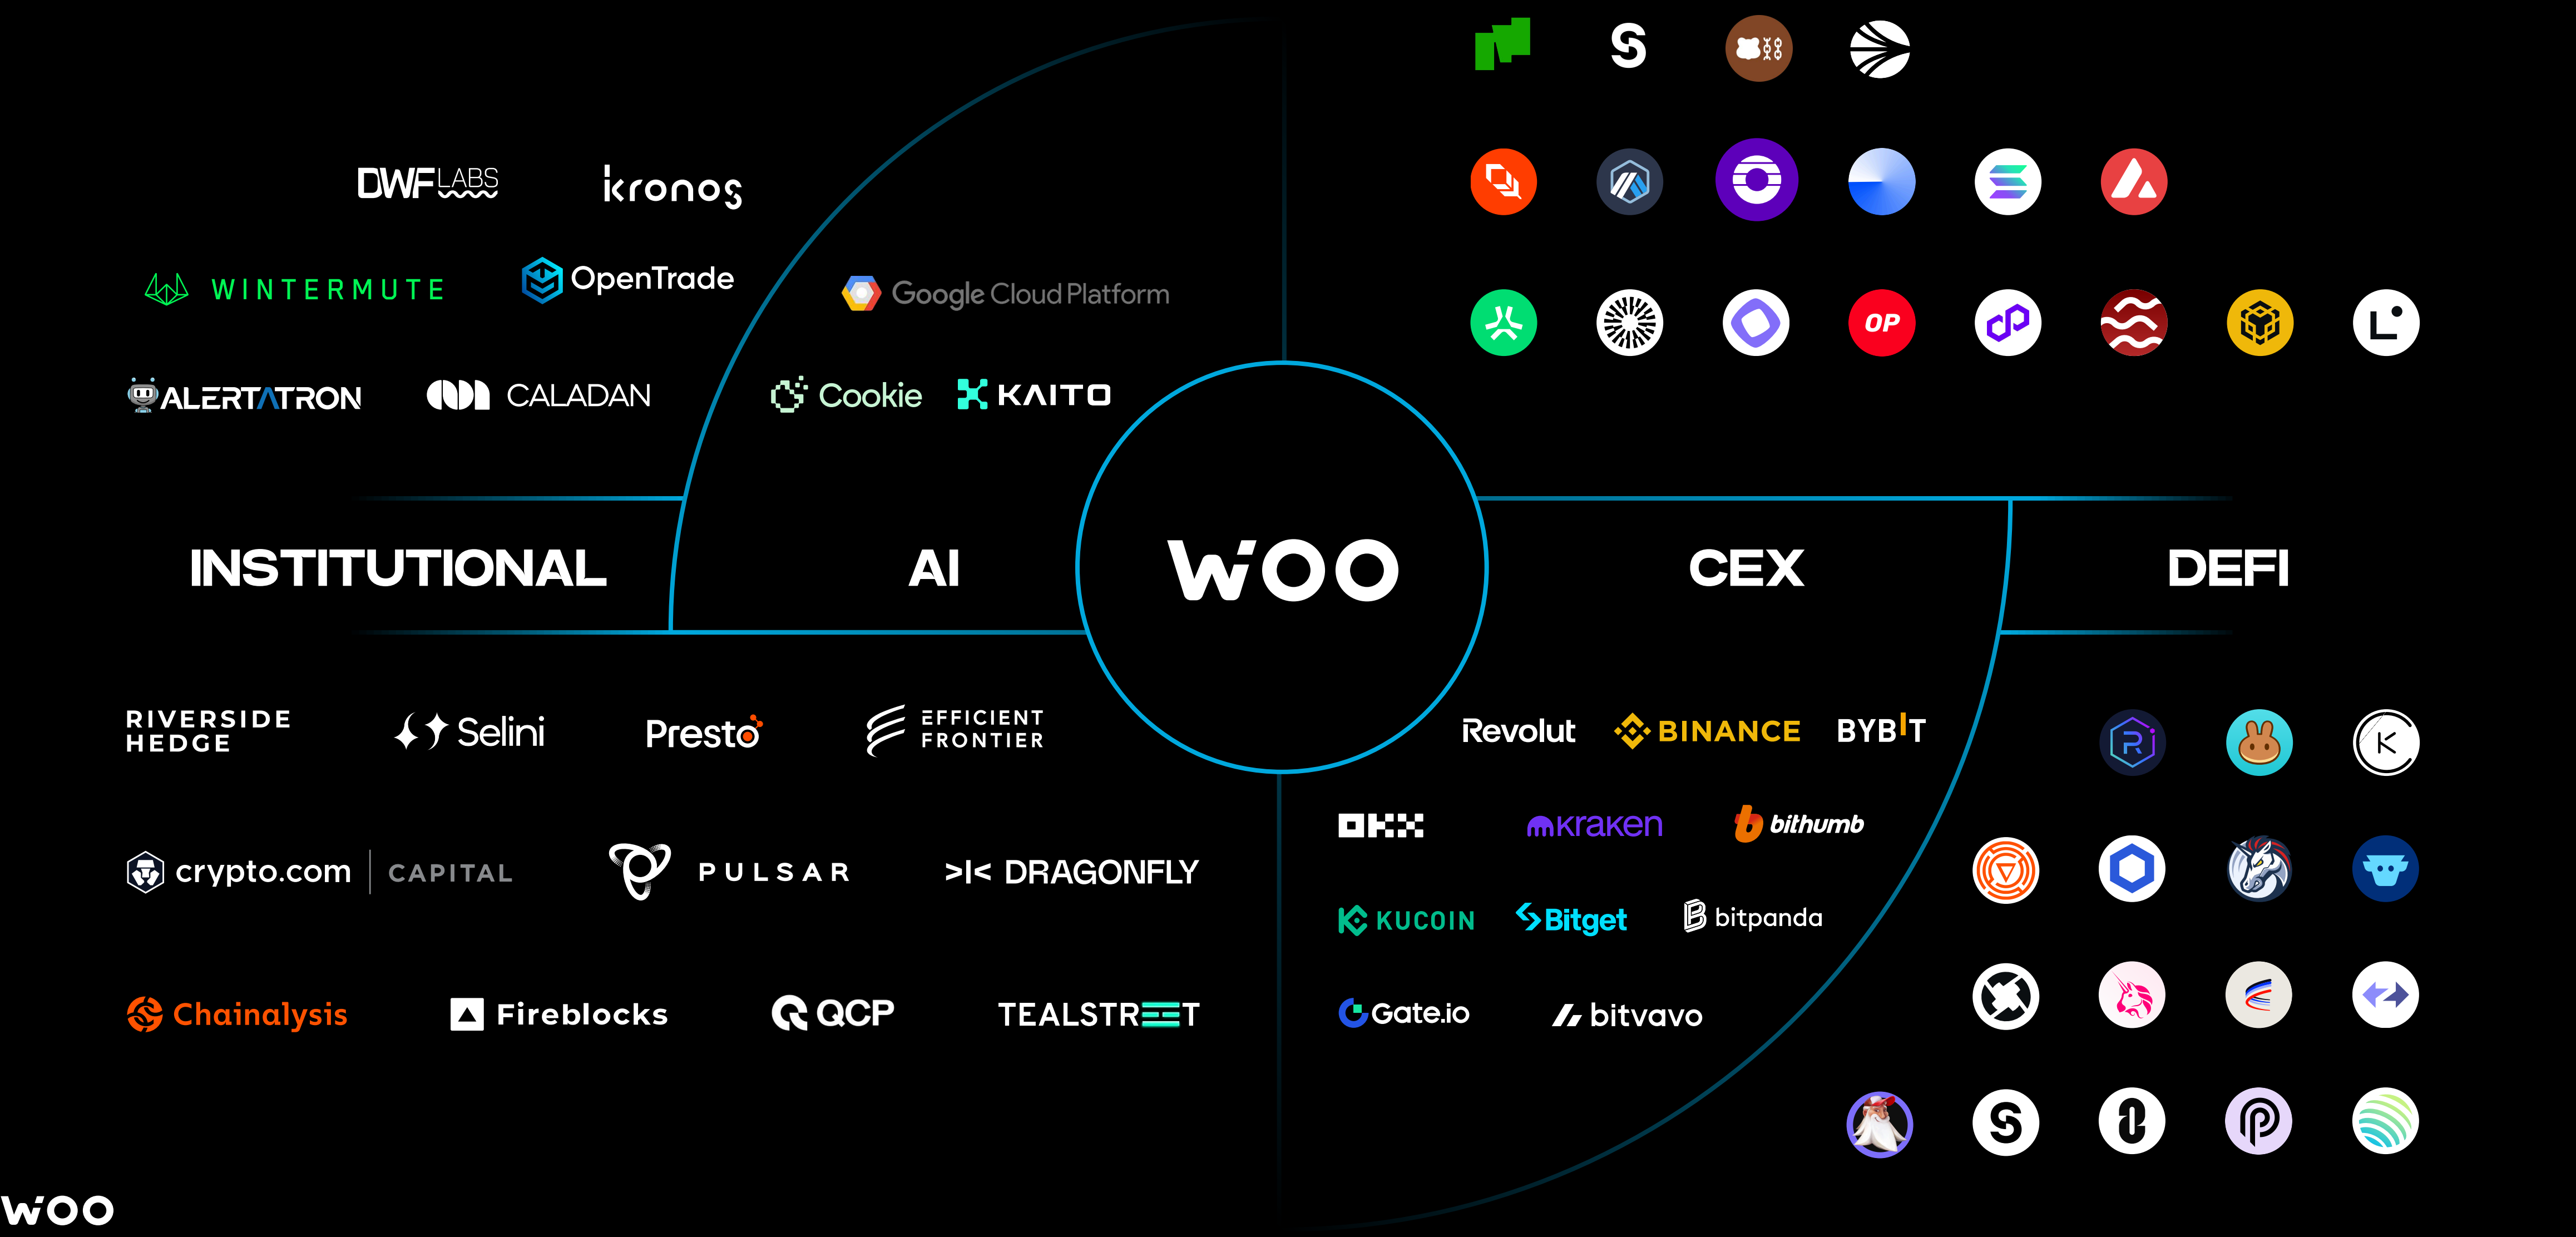 DWF LABS
kronos
WINTERMUTE
OpenTrade
Google Cloud Platform
OP
ALERTATRON
CALADAN
Cookie
KAITO
INSTITUTIONAL
AI
WOO
CEX
DEFI
RIVERSIDE
HEDGE
Selini
Presto
EFFICIENT
FRONTIER
Revolut
BINANCE
BYBIT
OKX
kraken
bithumb
crypto.com | CAPITAL
PULSAR
DRAGONFLY
KUCOIN
Bitget
bitpanda
Chainalysis
Fireblocks
QCP
TEALSTREET
Gate.io
bitvavo
WOO